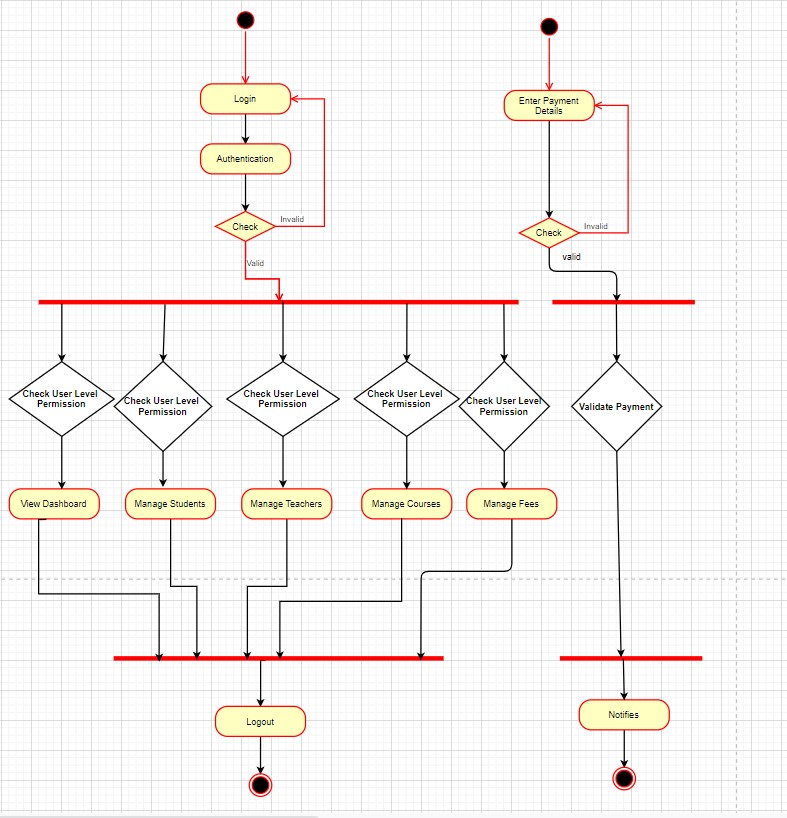 Login
Enter Payment
Details
Authentication
Check
Invalid
Check
Invalid
Valid
valid
Check User Level
Permission
Check User Level
Permission
Check User Level
Permission
Check User Level
Permission
Check User Level
Permission
Validate Payment
View Dashboard
Manage Students
Manage Teachers
Manage Courses
Manage Fees
Logout
Notifies